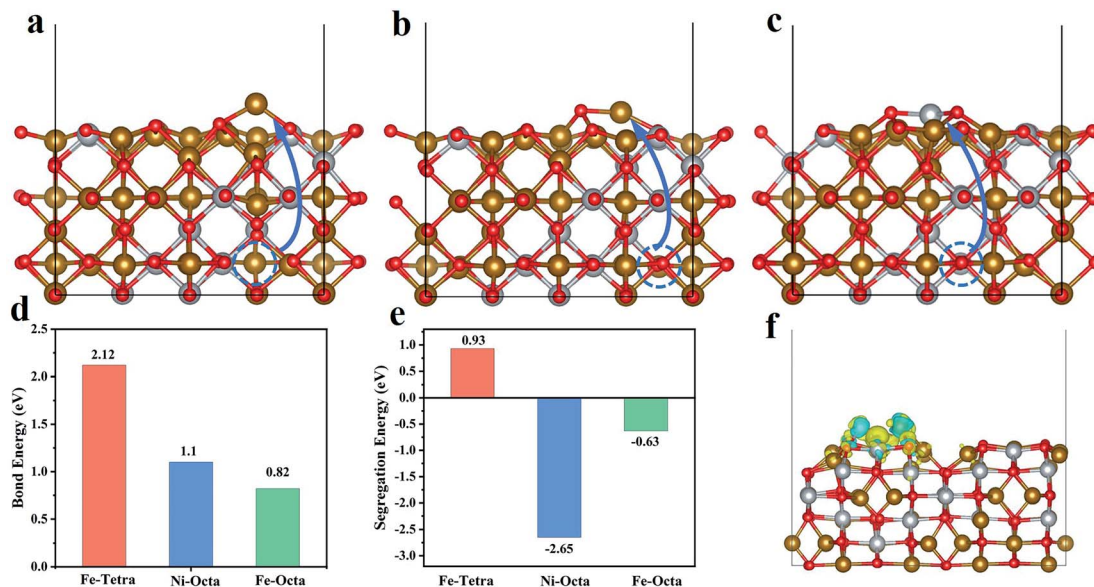 a
b
c
d
Bond Energy (eV)
2.5
2.0
1.5
1.0
0.5
0.0
2.12
1.1
0.82
Fe-Tetra
Ni-Octa
Fe-Octa
e
Segregation Energy (eV)
1.0
0.5
0.0
-0.5
-1.0
-1.5
-2.0
-2.5
-3.0
0.93
-2.65
-0.63
Fe-Tetra
Ni-Octa
Fe-Octa
f